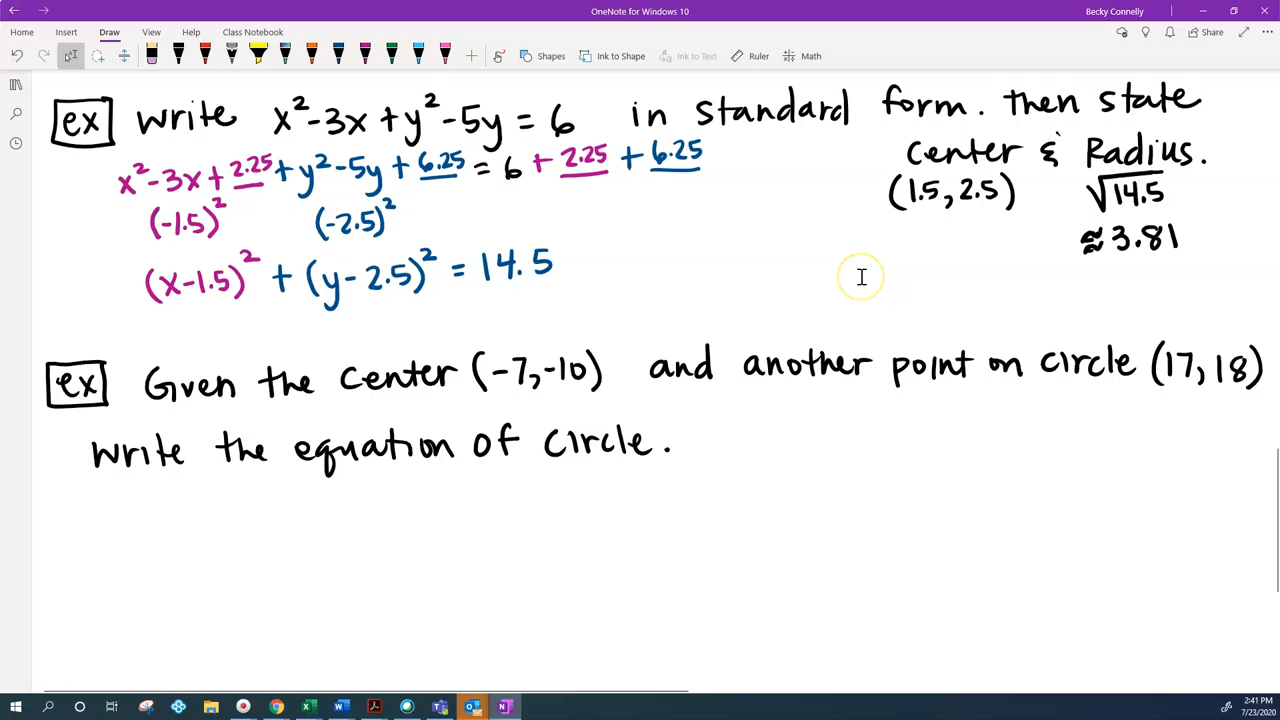 OneNote for Windows 10
Becky Connelly
Home Insert Draw View Help Class Notebook
Share
Shapes Ink to Shape Ink to Text Ruler Math
ex Write x²-3x+y²-5y=6 in standard form. Then state
center & Radius.
x²-3x+2.25+y²-5y+6.25=6+2.25+6.25
(1.5, 2.5) √14.5
(-1.5)² (-2.5)²
≈3.81
(x-1.5)² + (y-2.5)² = 14.5
ex Given the center (-7,-10) and another point on circle (17, 18)
write the equation of circle.
2:41 PM
7/23/2020